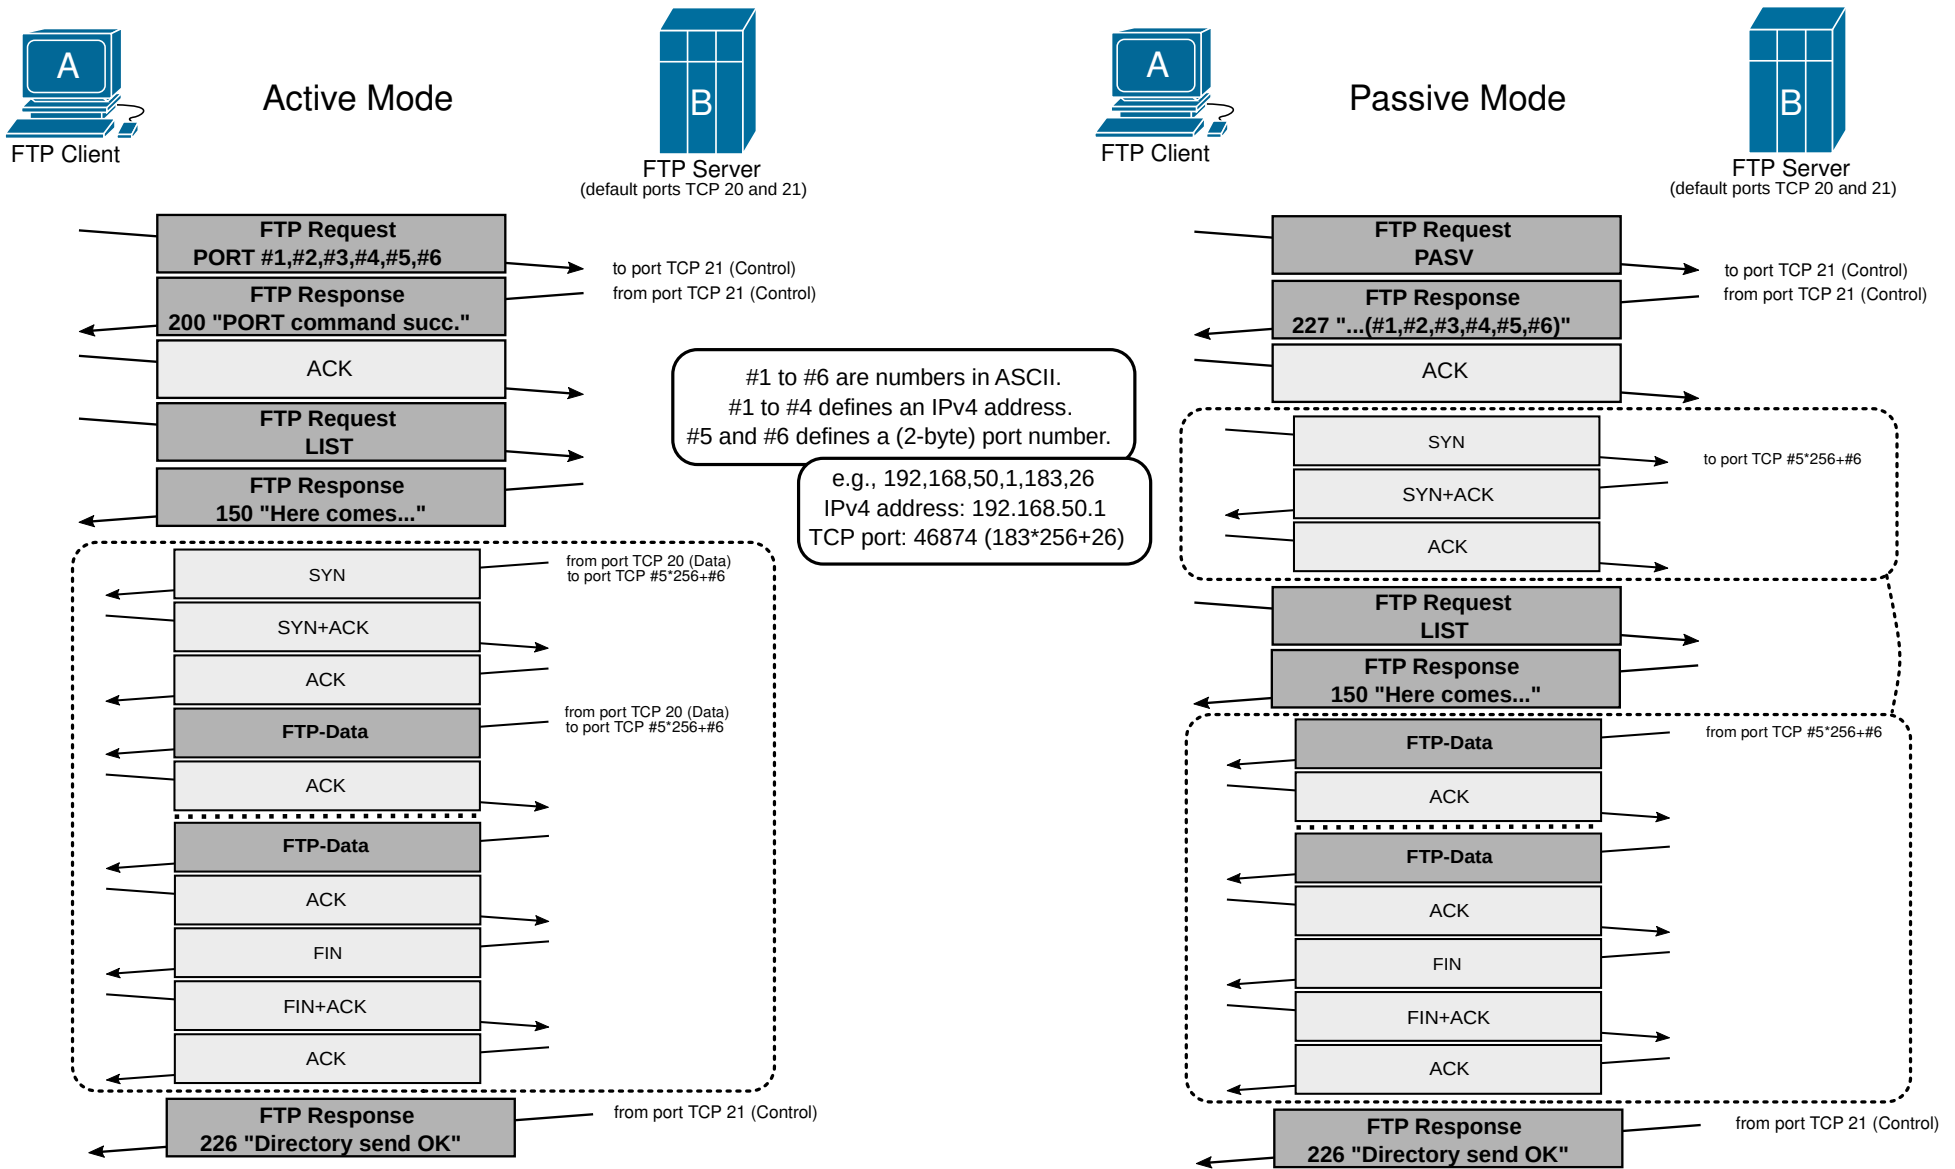 A
Active Mode
B
FTP Client
FTP Server
(default ports TCP 20 and 21)
FTP Request
PORT #1,#2,#3,#4,#5,#6
to port TCP 21 (Control)
FTP Response
200 "PORT command succ."
from port TCP 21 (Control)
ACK
FTP Request
LIST
FTP Response
150 "Here comes..."
SYN
from port TCP 20 (Data)
to port TCP #5*256+#6
SYN+ACK
ACK
FTP-Data
from port TCP 20 (Data)
to port TCP #5*256+#6
ACK
FTP-Data
ACK
FIN
FIN+ACK
ACK
FTP Response
226 "Directory send OK"
from port TCP 21 (Control)
#1 to #6 are numbers in ASCII.
#1 to #4 defines an IPv4 address.
#5 and #6 defines a (2-byte) port number.
e.g., 192,168,50,1,183,26
IPv4 address: 192.168.50.1
TCP port: 46874 (183*256+26)
A
Passive Mode
B
FTP Client
FTP Server
(default ports TCP 20 and 21)
FTP Request
PASV
to port TCP 21 (Control)
FTP Response
227 "...(#1,#2,#3,#4,#5,#6)"
from port TCP 21 (Control)
ACK
SYN
to port TCP #5*256+#6
SYN+ACK
ACK
FTP Request
LIST
FTP Response
150 "Here comes..."
FTP-Data
from port TCP #5*256+#6
ACK
FTP-Data
ACK
FIN
FIN+ACK
ACK
FTP Response
226 "Directory send OK"
from port TCP 21 (Control)